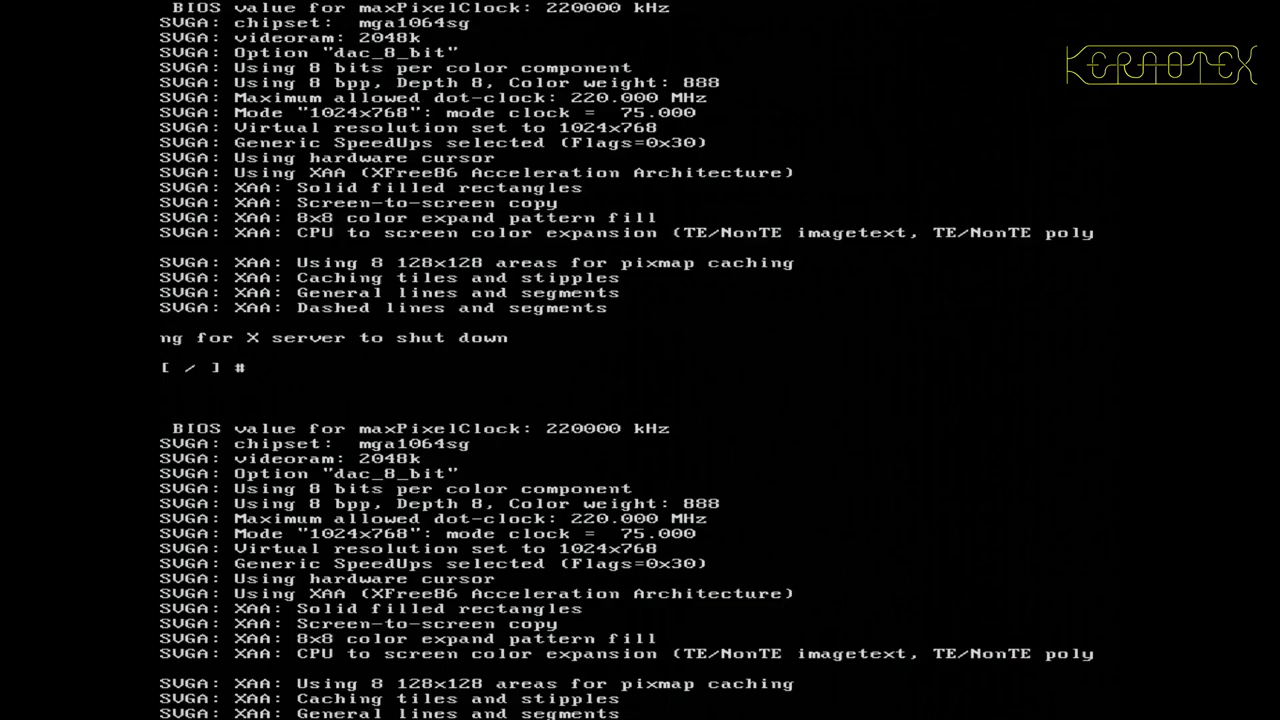 BIOS value for maxPixelClock: 220000 kHz
SVGA: chipset:  mga1064sg
SVGA: videoram: 2048k
SVGA: Option "dac_8_bit"
SVGA: Using 8 bits per color component
SVGA: Using 8 bpp, Depth 8, Color weight: 888
SVGA: Maximum allowed dot-clock: 220.000 MHz
SVGA: Mode "1024x768": mode clock =  75.000
SVGA: Virtual resolution set to 1024x768
SVGA: Generic SpeedUps selected (Flags=0x30)
SVGA: Using hardware cursor
SVGA: Using XAA (XFree86 Acceleration Architecture)
SVGA: XAA: Solid filled rectangles
SVGA: XAA: Screen-to-screen copy
SVGA: XAA: 8x8 color expand pattern fill
SVGA: XAA: CPU to screen color expansion (TE/NonTE imagetext, TE/NonTE poly
SVGA: XAA: Using 8 128x128 areas for pixmap caching
SVGA: XAA: Caching tiles and stipples
SVGA: XAA: General lines and segments
SVGA: XAA: Dashed lines and segments
ng for X server to shut down
[ / ] #
BIOS value for maxPixelClock: 220000 kHz
SVGA: chipset:  mga1064sg
SVGA: videoram: 2048k
SVGA: Option "dac_8_bit"
SVGA: Using 8 bits per color component
SVGA: Using 8 bpp, Depth 8, Color weight: 888
SVGA: Maximum allowed dot-clock: 220.000 MHz
SVGA: Mode "1024x768": mode clock =  75.000
SVGA: Virtual resolution set to 1024x768
SVGA: Generic SpeedUps selected (Flags=0x30)
SVGA: Using hardware cursor
SVGA: Using XAA (XFree86 Acceleration Architecture)
SVGA: XAA: Solid filled rectangles
SVGA: XAA: Screen-to-screen copy
SVGA: XAA: 8x8 color expand pattern fill
SVGA: XAA: CPU to screen color expansion (TE/NonTE imagetext, TE/NonTE poly
SVGA: XAA: Using 8 128x128 areas for pixmap caching
SVGA: XAA: Caching tiles and stipples
SVGA: XAA: General lines and segments